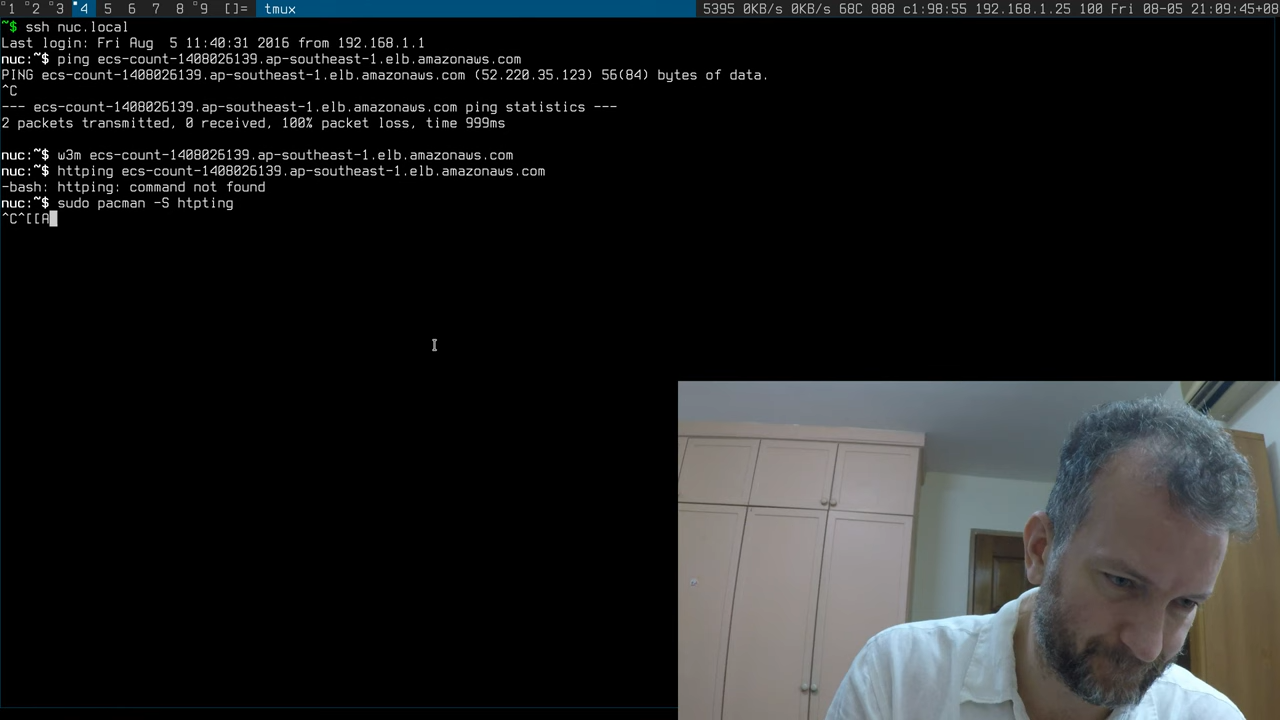 1 2 3 4 5 6 7 8 9 []= tmux 5395 0KB/s 0KB/s 68C 888 c1:98:55 192.168.1.25 100 Fri 08-05 21:09:45+08
~$ ssh nuc.local
Last login: Fri Aug  5 11:40:31 2016 from 192.168.1.1
nuc:~$ ping ecs-count-1408026139.ap-southeast-1.elb.amazonaws.com
PING ecs-count-1408026139.ap-southeast-1.elb.amazonaws.com (52.220.35.123) 56(84) bytes of data.
^C
--- ecs-count-1408026139.ap-southeast-1.elb.amazonaws.com ping statistics ---
2 packets transmitted, 0 received, 100% packet loss, time 999ms
nuc:~$ w3m ecs-count-1408026139.ap-southeast-1.elb.amazonaws.com
nuc:~$ httping ecs-count-1408026139.ap-southeast-1.elb.amazonaws.com
-bash: httping: command not found
nuc:~$ sudo pacman -S htpting
^C^[[A